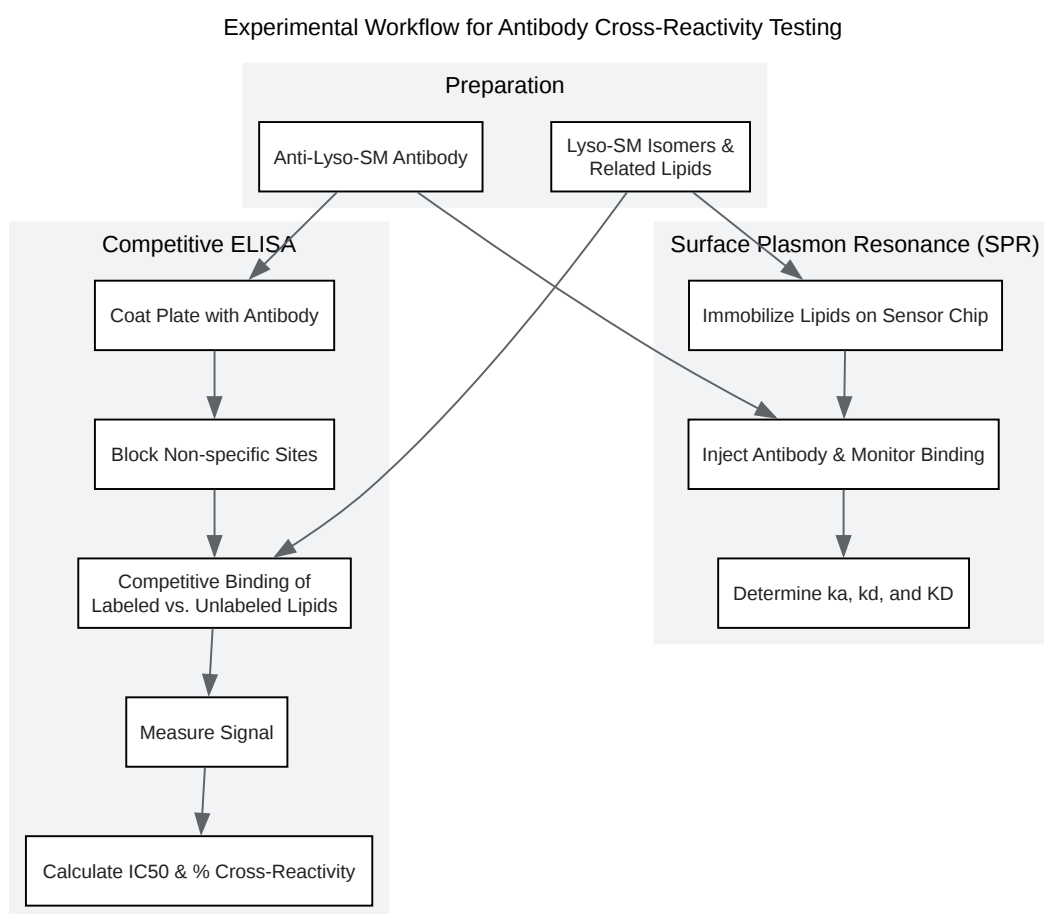 Experimental Workflow for Antibody Cross-Reactivity Testing
Preparation
Anti-Lyso-SM Antibody
Lyso-SM Isomers &
Related Lipids
Competitive ELISA
Coat Plate with Antibody
Block Non-specific Sites
Competitive Binding of
Labeled vs. Unlabeled Lipids
Measure Signal
Calculate IC50 & % Cross-Reactivity
Surface Plasmon Resonance (SPR)
Immobilize Lipids on Sensor Chip
Inject Antibody & Monitor Binding
Determine ka, kd, and KD